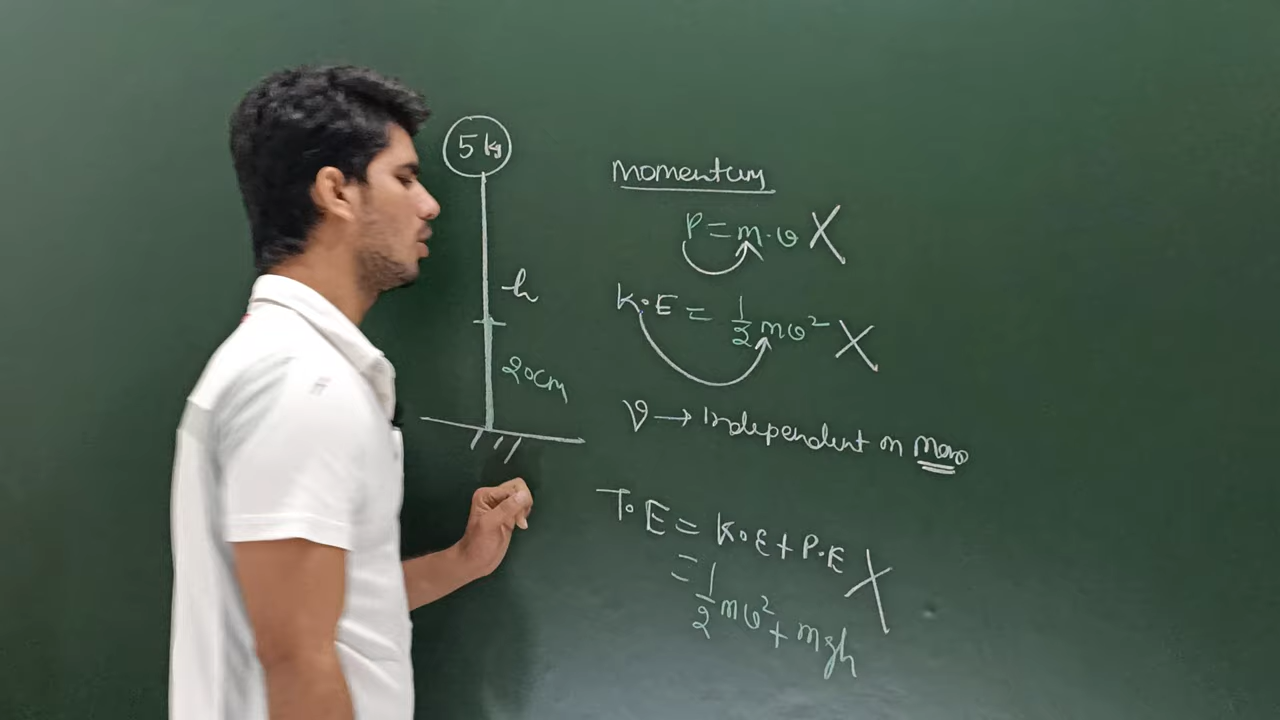 5 kg
h
20cm
Momentum
P = m.v X
K.E = 1/2 mv² X
V → Independent on Mass
T.E = K.E + P.E X
= 1/2 mv² + mgh